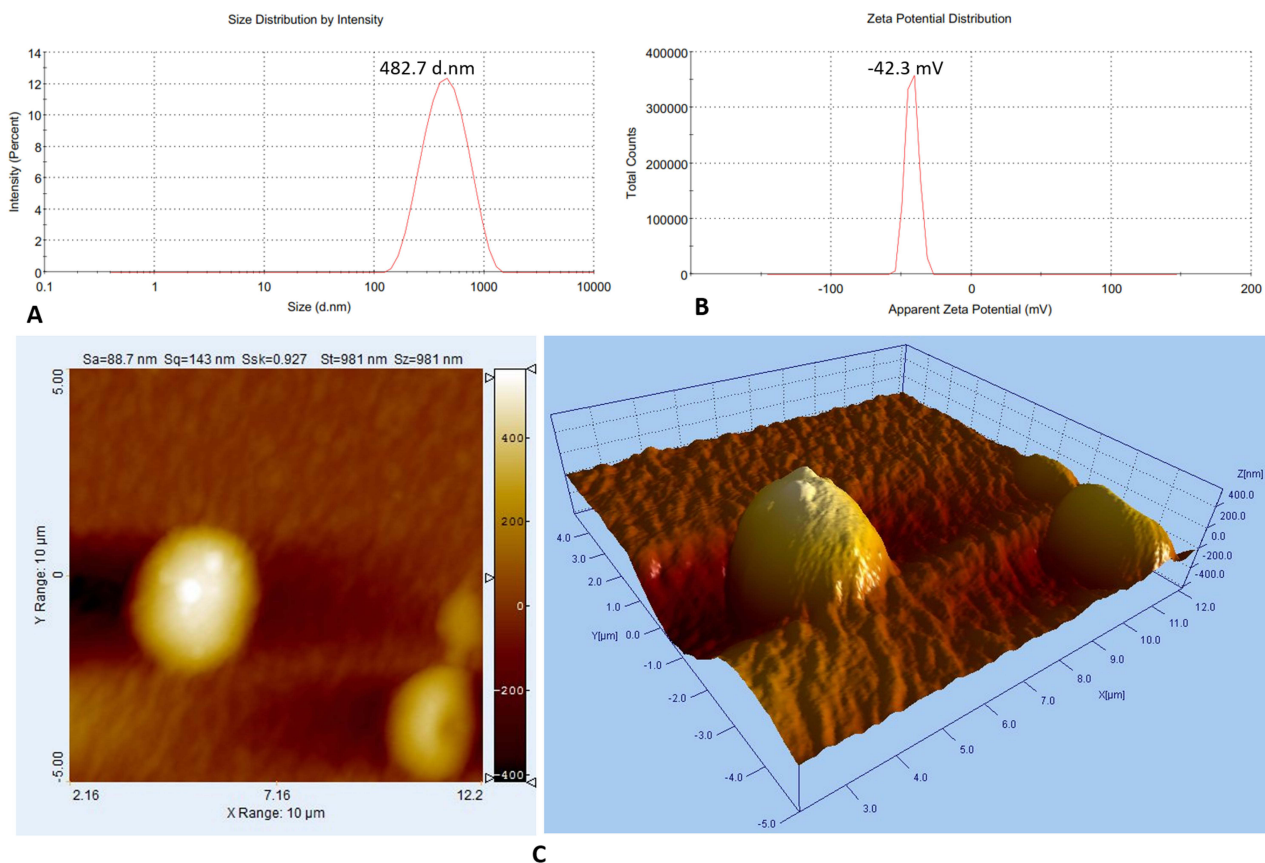 Size Distribution by Intensity
482.7 d.nm
Intensity (Percent)
14
12
10
8
6
4
2
0
0.1 1 10 100 1000 10000
Size (d.nm)
A
Zeta Potential Distribution
-42.3 mV
Total Counts
400000
300000
200000
100000
0
-100 0 100 200
Apparent Zeta Potential (mV)
B
Sa=88.7 nm Sq=143 nm Ssk=0.927 St=981 nm Sz=981 nm
Y Range: 10 µm
5.00
0
-5.00
2.16 7.16 12.2
X Range: 10 µm
400
200
0
-200
-400
Z[nm]
400.0
200.0
0.0
-200.0
-400.0
4.0
3.0
2.0
1.0
Y[µm] 0.0
-1.0
-2.0
-3.0
-4.0
-5.0
12.0
11.0
10.0
9.0
8.0
X[µm]
7.0
6.0
5.0
4.0
3.0
C